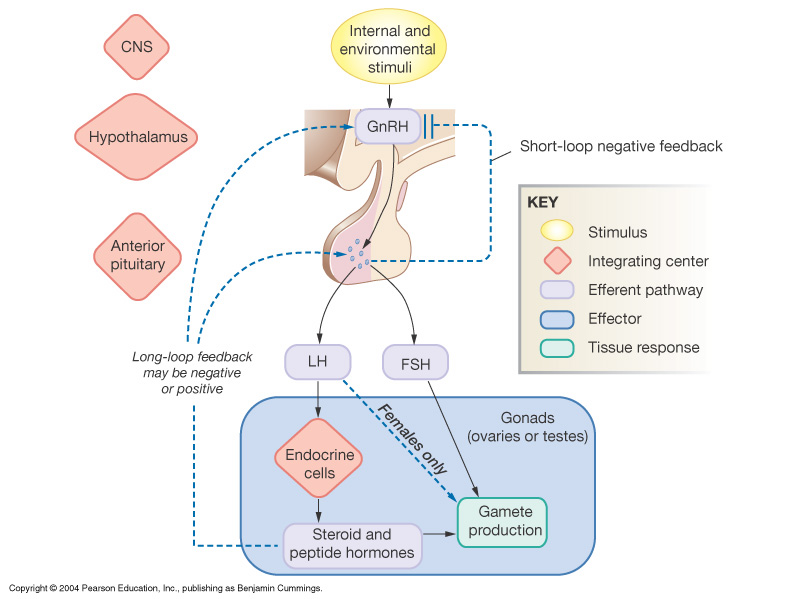 CNS
Internal and
environmental
stimuli
Hypothalamus
GnRH
Short-loop negative feedback
KEY
Stimulus
Integrating center
Efferent pathway
Effector
Tissue response
Anterior
pituitary
Long-loop feedback
may be negative
or positive
LH
FSH
Females only
Gonads
(ovaries or testes)
Endocrine
cells
Gamete
production
Steroid and
peptide hormones
Copyright © 2004 Pearson Education, Inc., publishing as Benjamin Cummings.